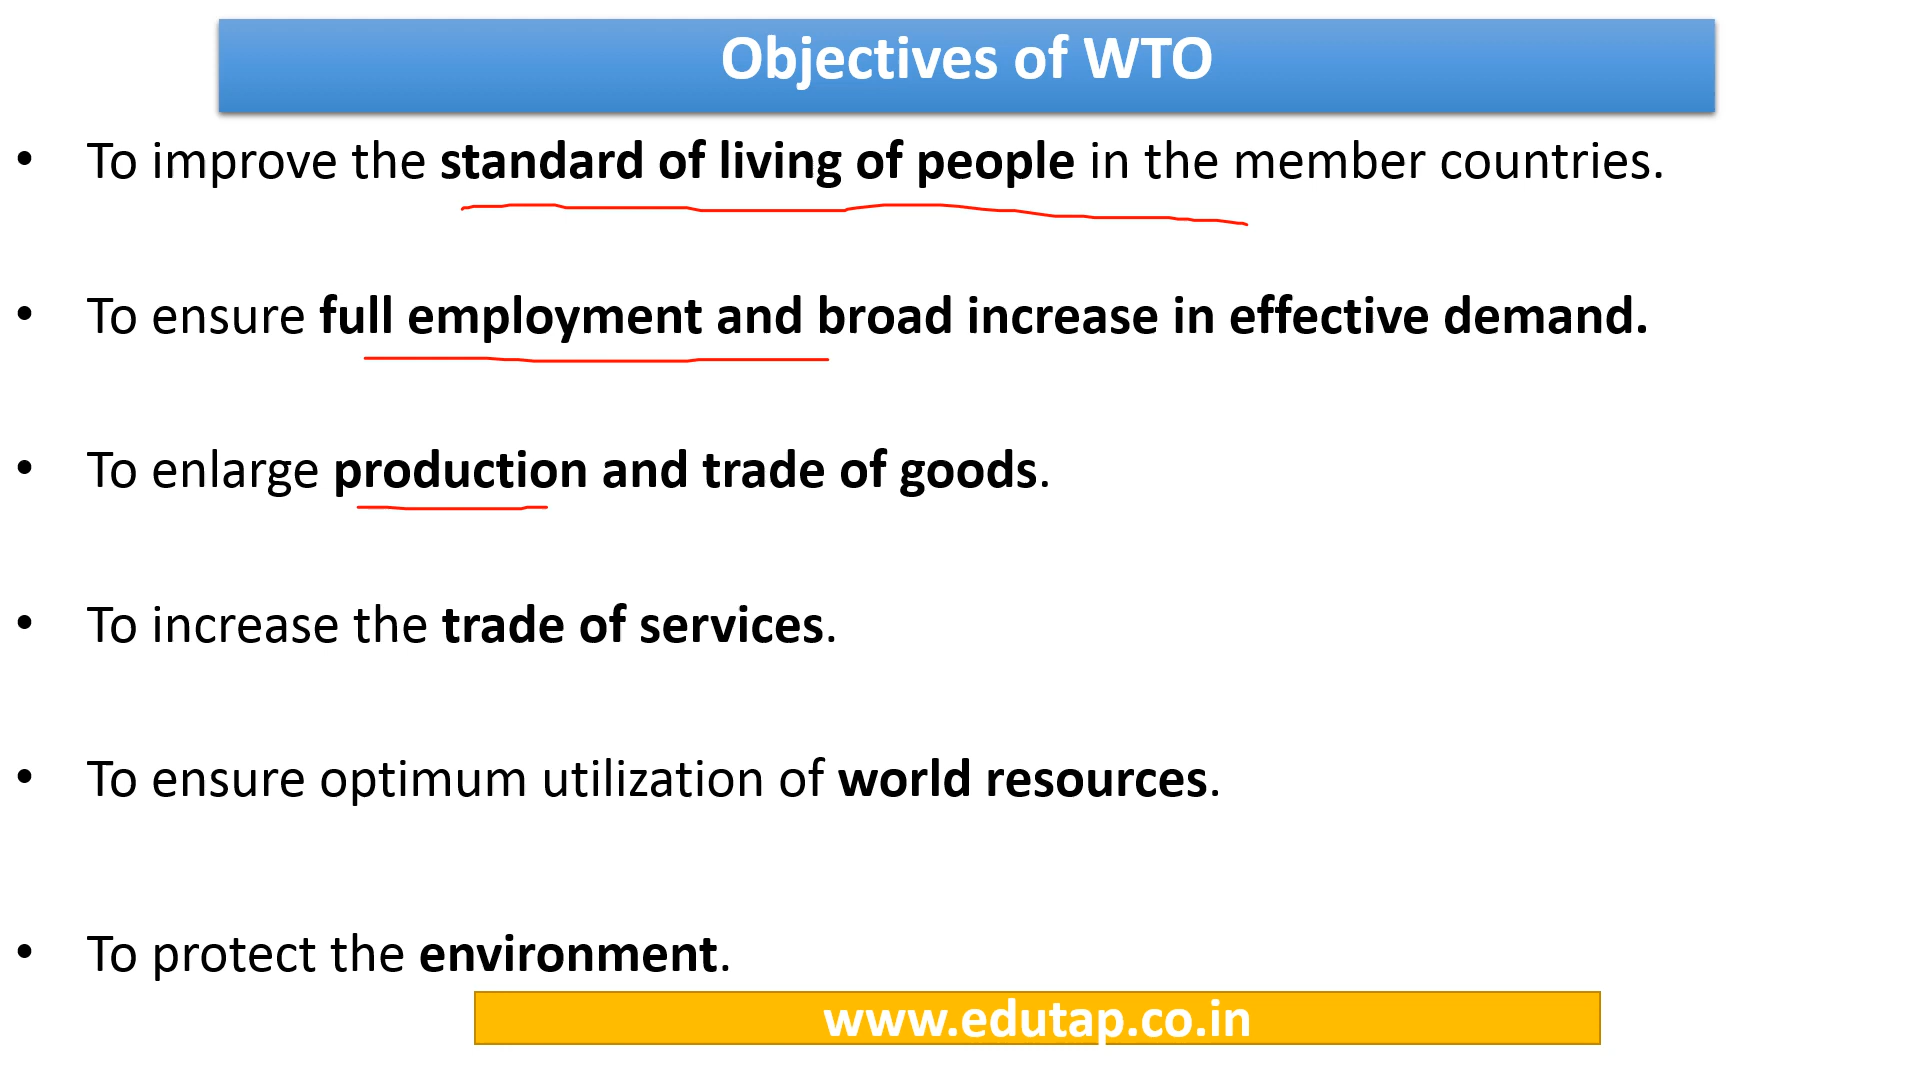 Objectives of WTO
• To improve the standard of living of people in the member countries.
• To ensure full employment and broad increase in effective demand.
• To enlarge production and trade of goods.
• To increase the trade of services.
• To ensure optimum utilization of world resources.
• To protect the environment.
www.edutap.co.in